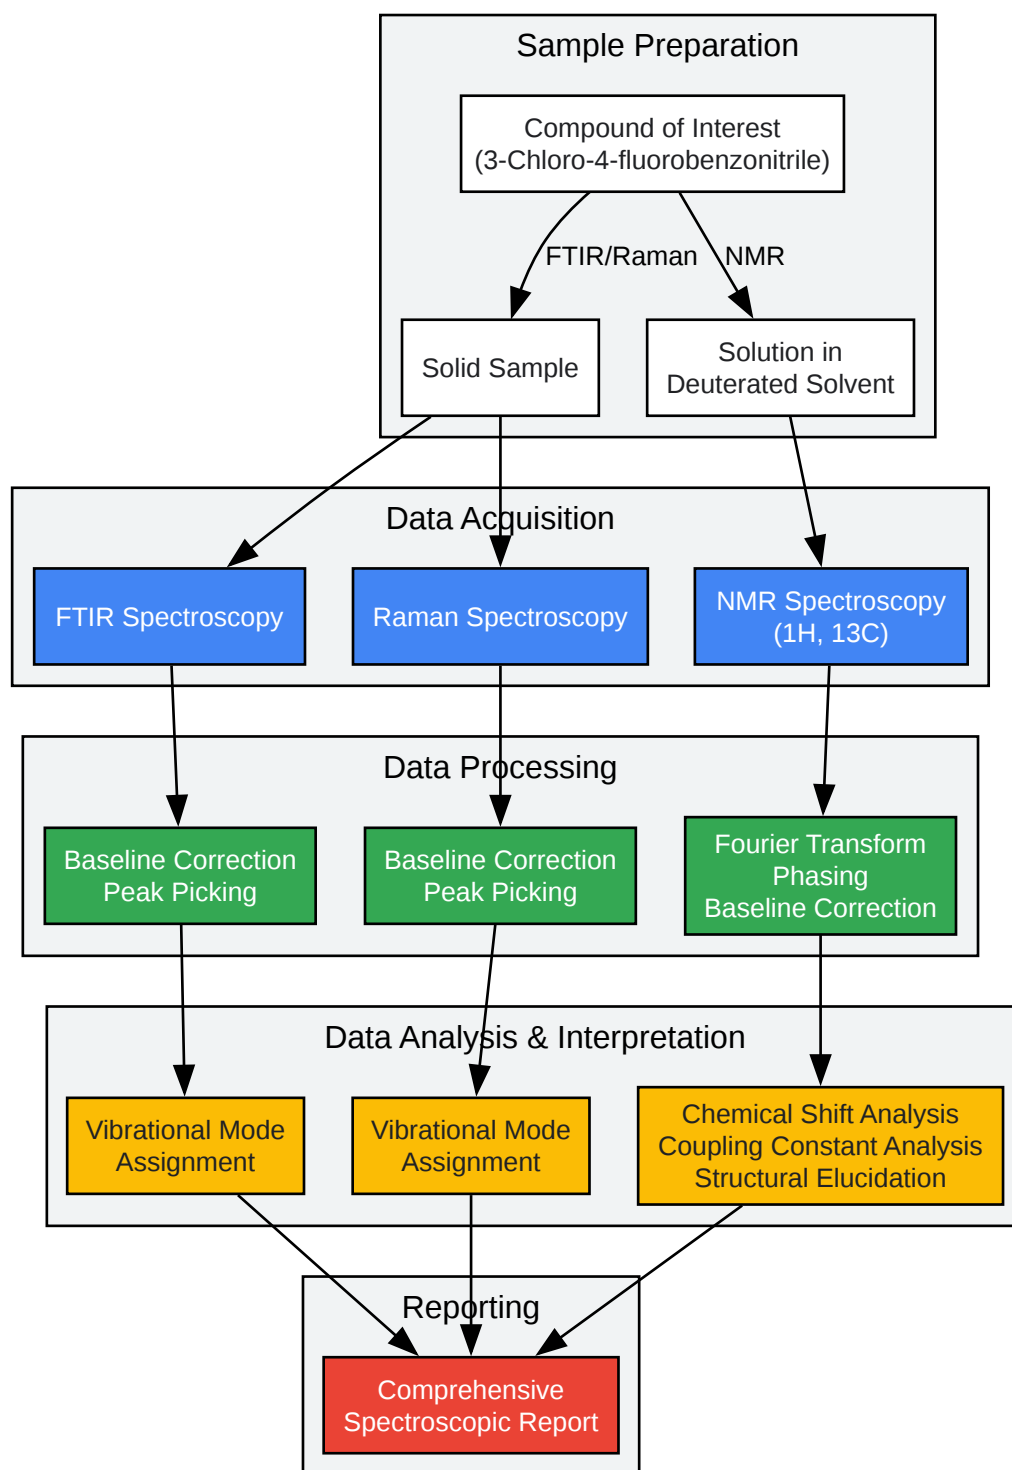 Sample Preparation
Compound of Interest
(3-Chloro-4-fluorobenzonitrile)
FTIR/Raman
NMR
Solid Sample
Solution in
Deuterated Solvent
Data Acquisition
FTIR Spectroscopy
Raman Spectroscopy
NMR Spectroscopy
(1H, 13C)
Data Processing
Baseline Correction
Peak Picking
Baseline Correction
Peak Picking
Fourier Transform
Phasing
Baseline Correction
Data Analysis & Interpretation
Vibrational Mode
Assignment
Vibrational Mode
Assignment
Chemical Shift Analysis
Coupling Constant Analysis
Structural Elucidation
Reporting
Comprehensive
Spectroscopic Report